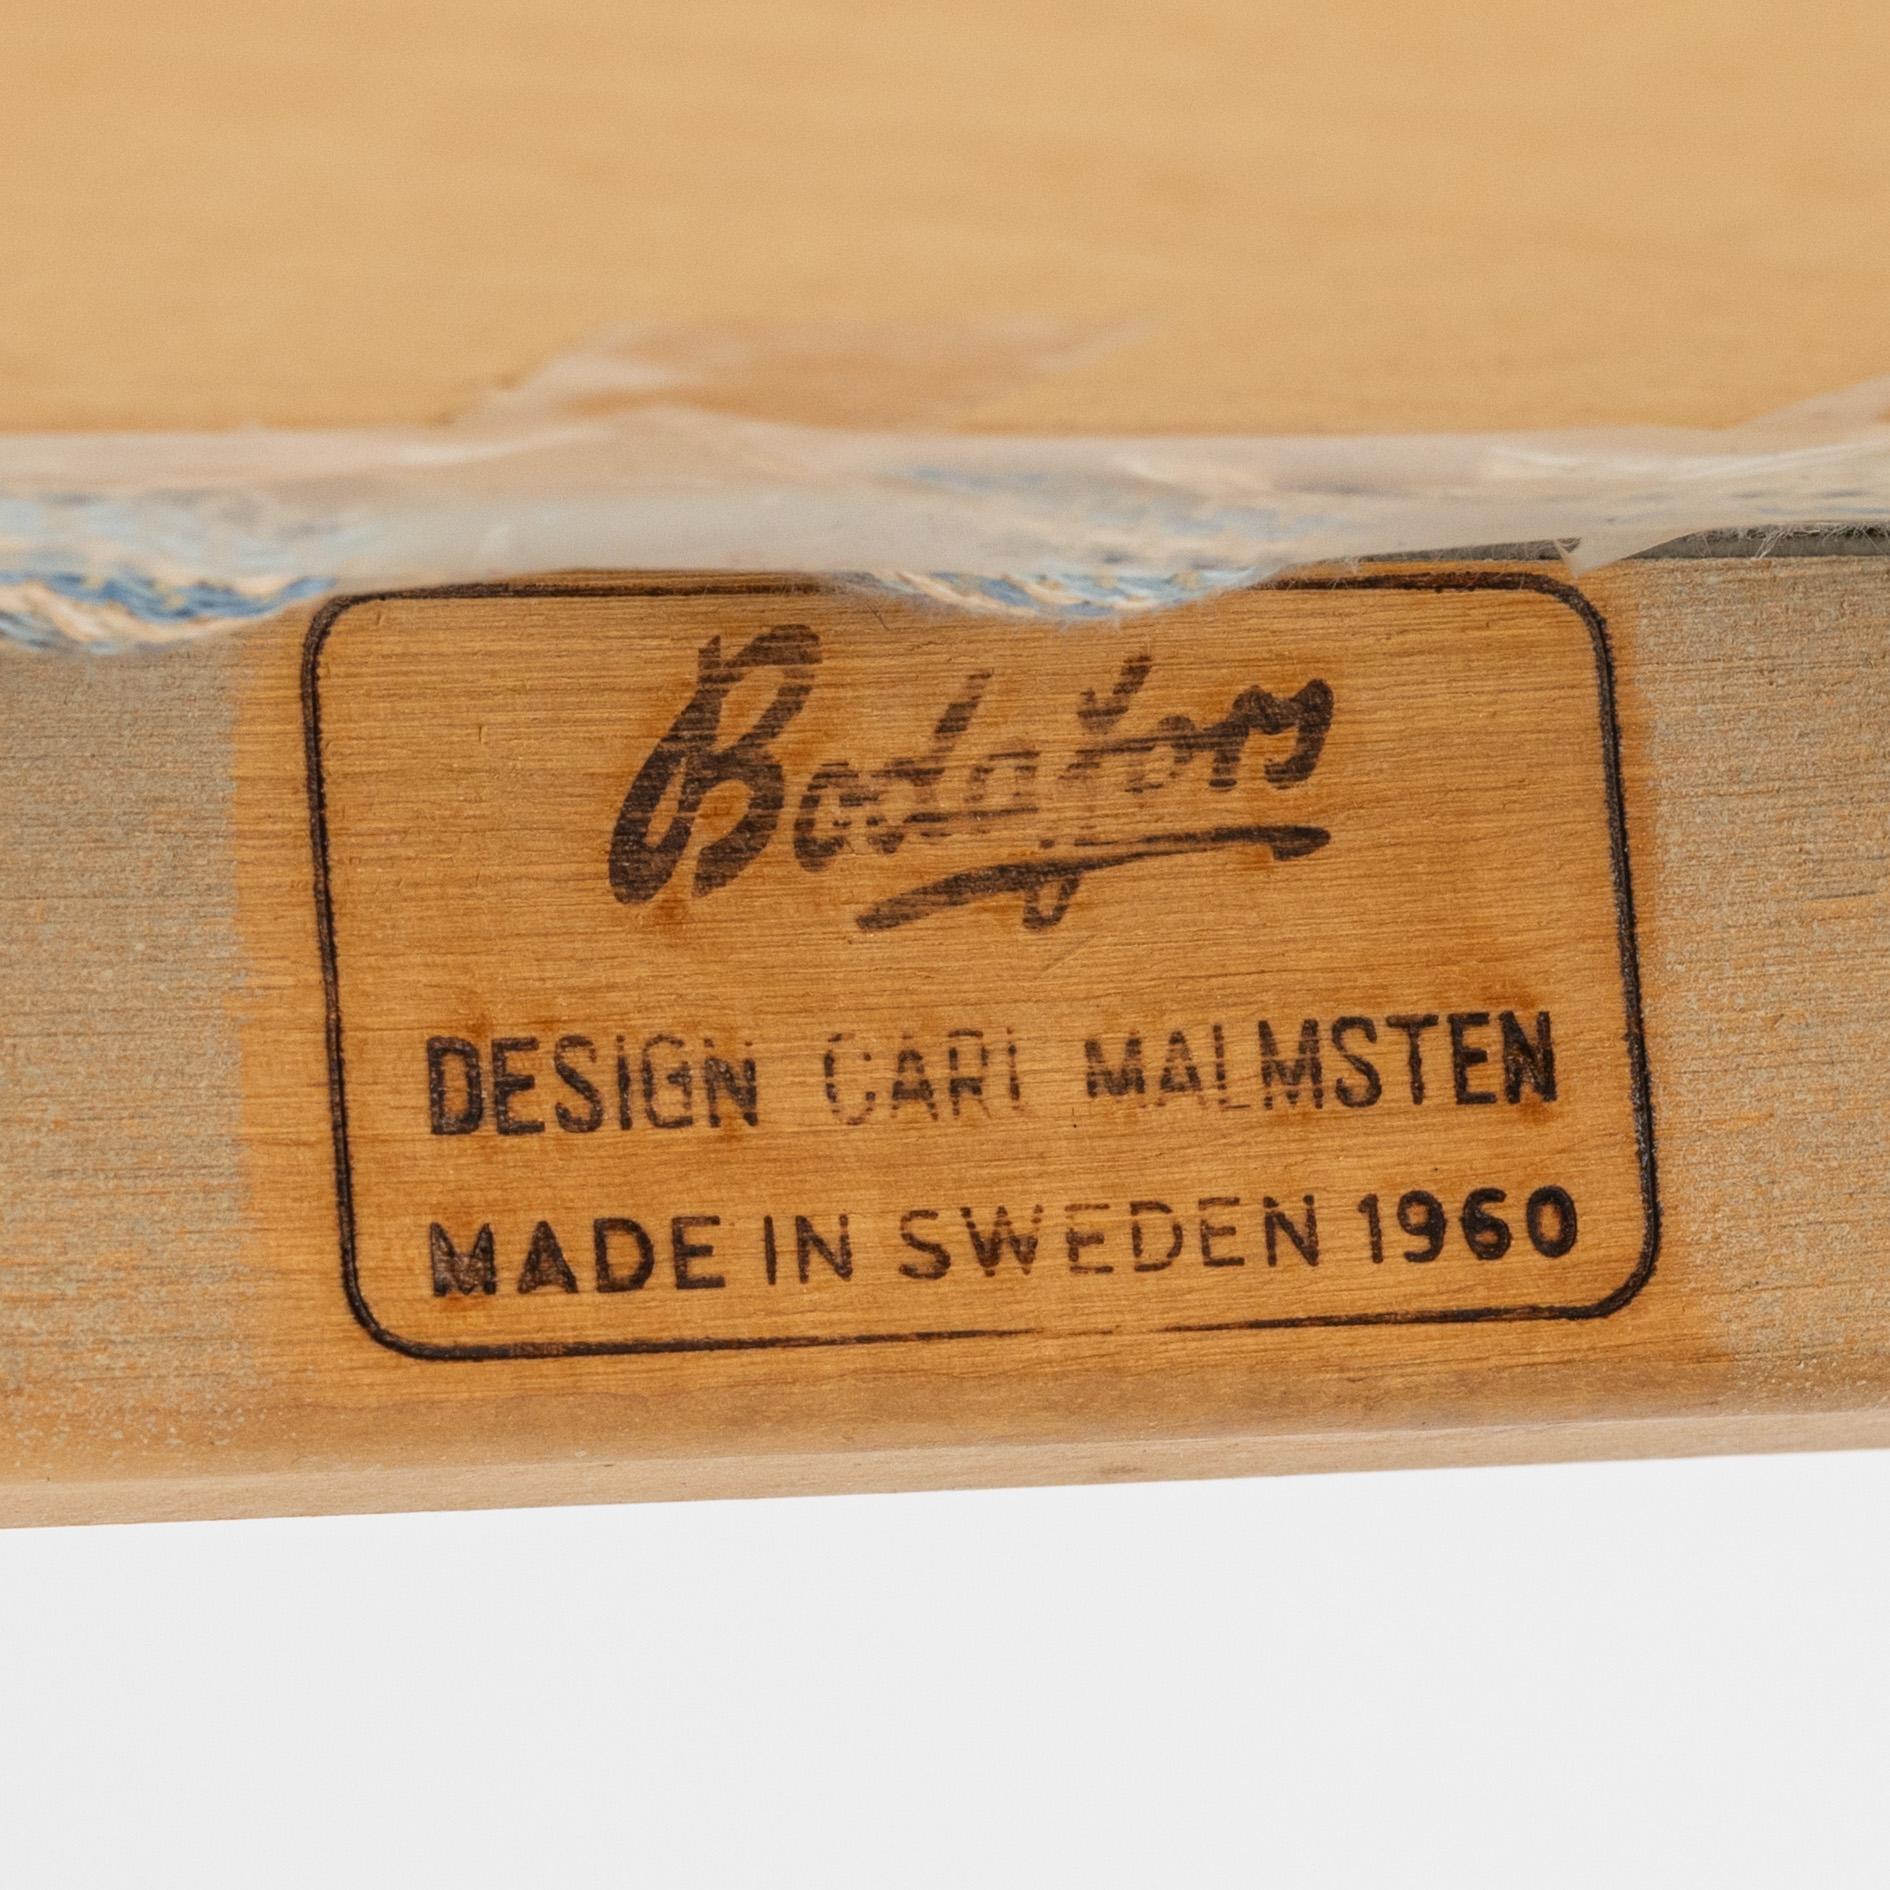 Bodafors
DESIGN CARL MALMSTEN
MADE IN SWEDEN 1960